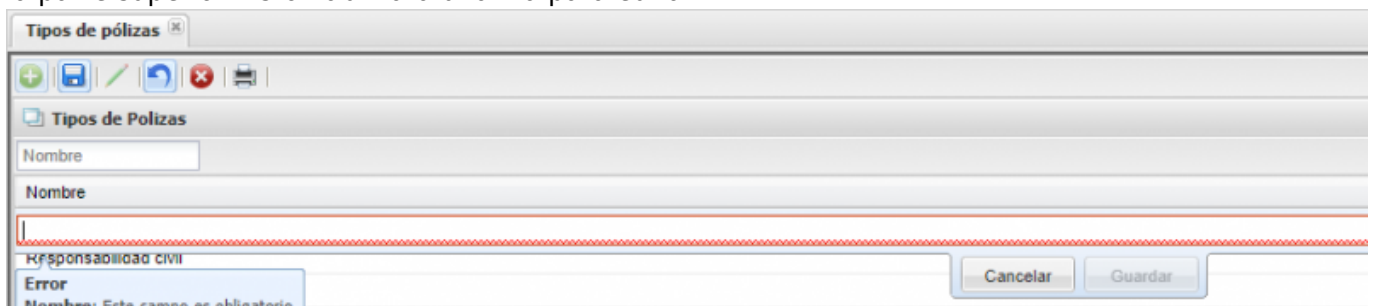 Tipos de pólizas
Tipos de Polizas
Nombre
Nombre
Responsabilidad civil
Cancelar Guardar
Error
Nombre: Este campo es obligatorio